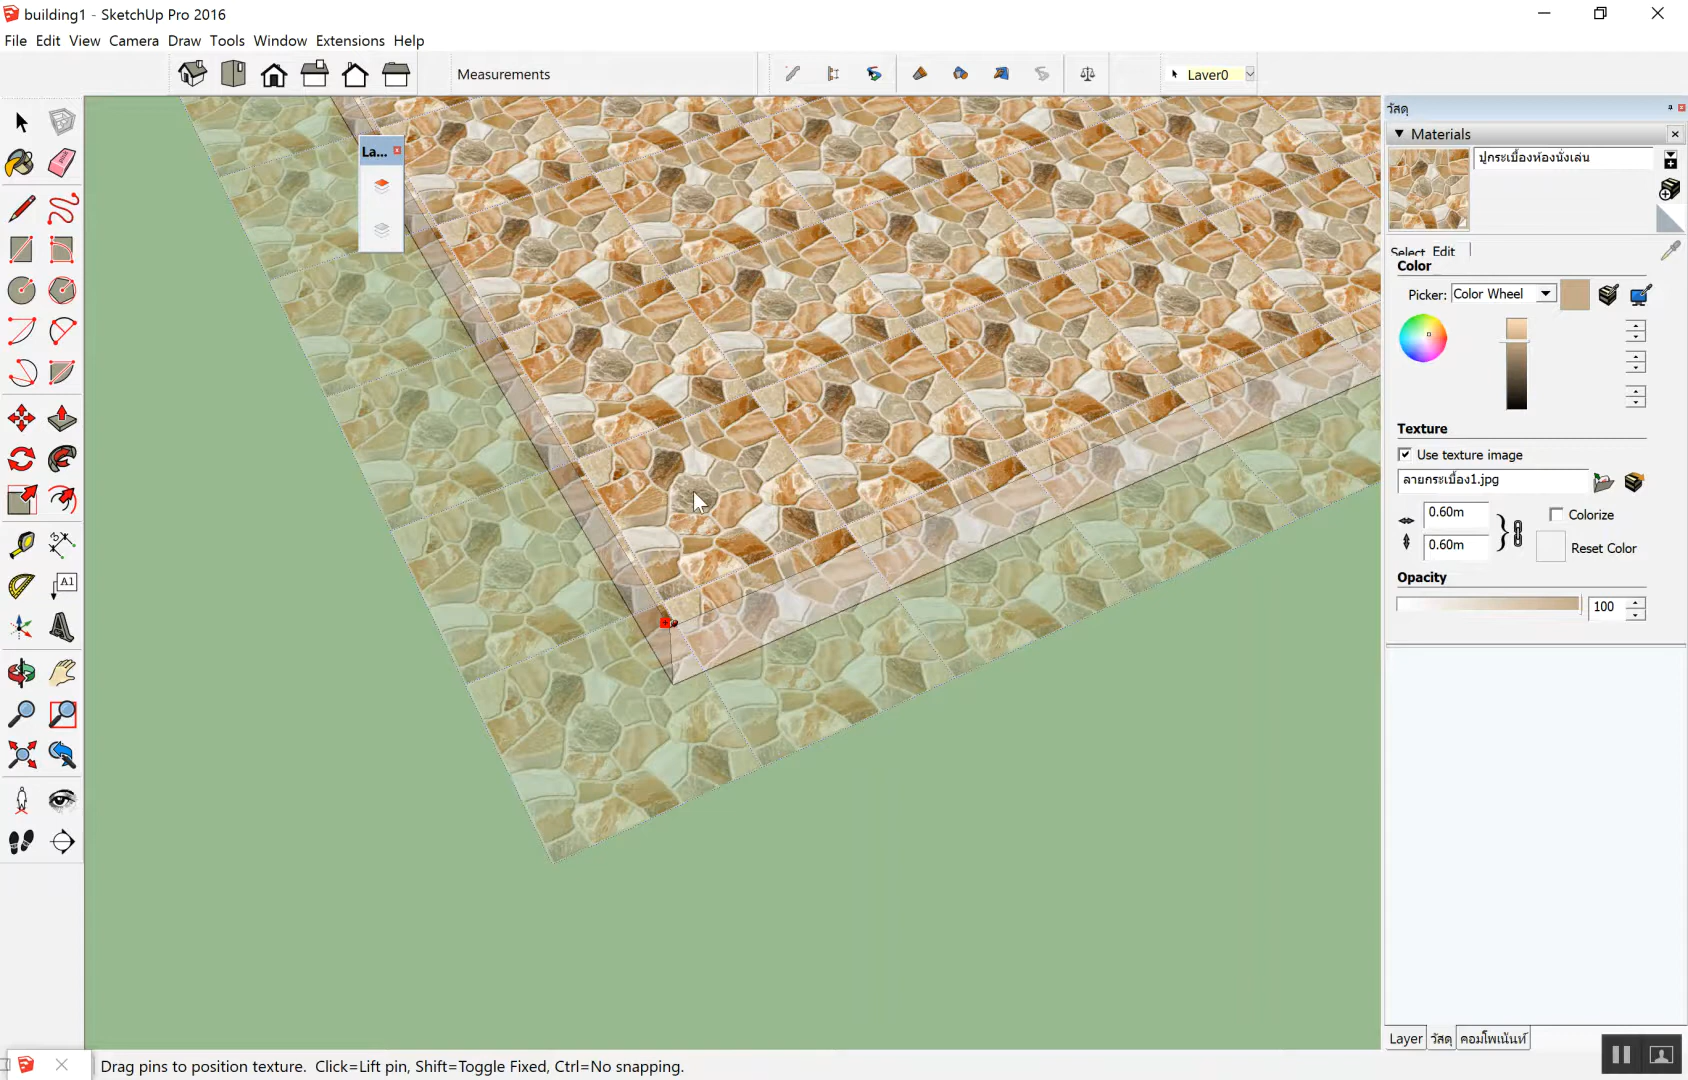 building1 - SketchUp Pro 2016
File Edit View Camera Draw Tools Window Extensions Help
Measurements
Layer0
La...
วัสดุ
Materials
ปูกระเบื้องห้องนั่งเล่น
Select Edit
Color
Picker: Color Wheel
Texture
Use texture image
ลายกระเบื้อง1.jpg
0.60m
Colorize
0.60m
Reset Color
Opacity
100
A1
Layer วัสดุ คอมโพเน้นท์
Drag pins to position texture. Click=Lift pin, Shift=Toggle Fixed, Ctrl=No snapping.